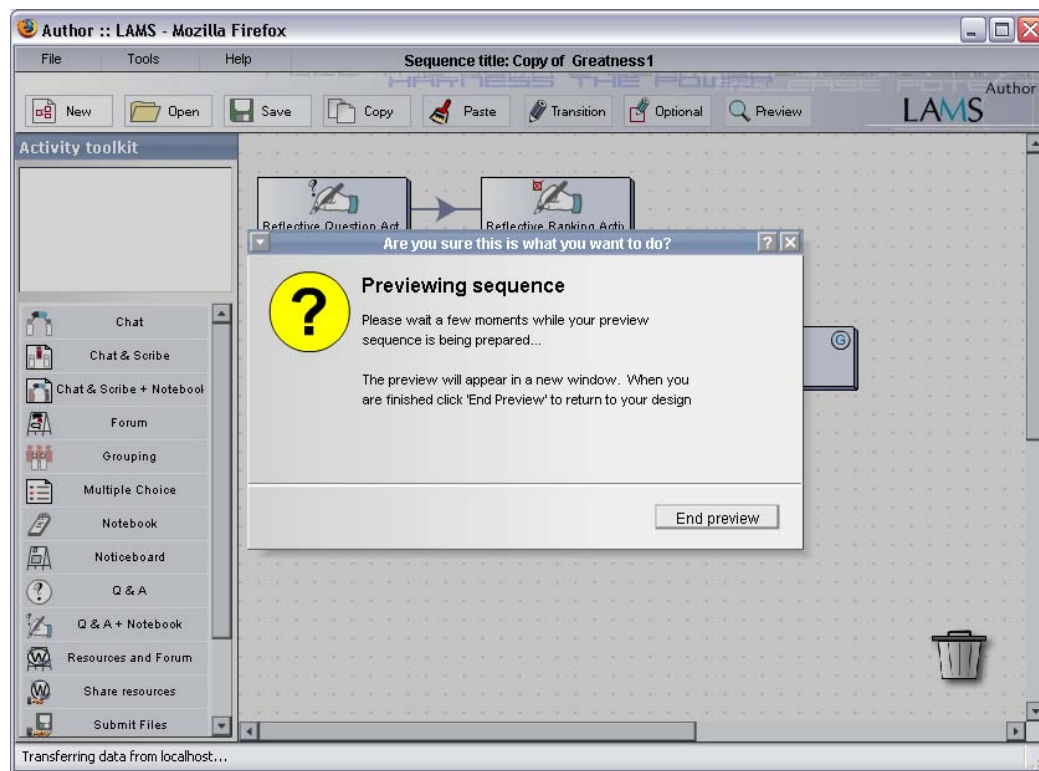 Author :: LAMS - Mozilla Firefox
File Tools Help Sequence title: Copy of Greatness1
HARNESS THE POWER
New Open Save Copy Paste Transition Optional Preview
Author
LAMS
Activity toolkit
Reflective Question Act Reflective Ranking Activ
Are you sure this is what you want to do?
?
Previewing sequence
Please wait a few moments while your preview
sequence is being prepared...
The preview will appear in a new window. When you
are finished click 'End Preview' to return to your design
End preview
G
Chat
Chat & Scribe
Chat & Scribe + Notebook
Forum
Grouping
Multiple Choice
Notebook
Noticeboard
Q & A
Q & A + Notebook
Resources and Forum
Share resources
Submit Files
Transferring data from localhost...